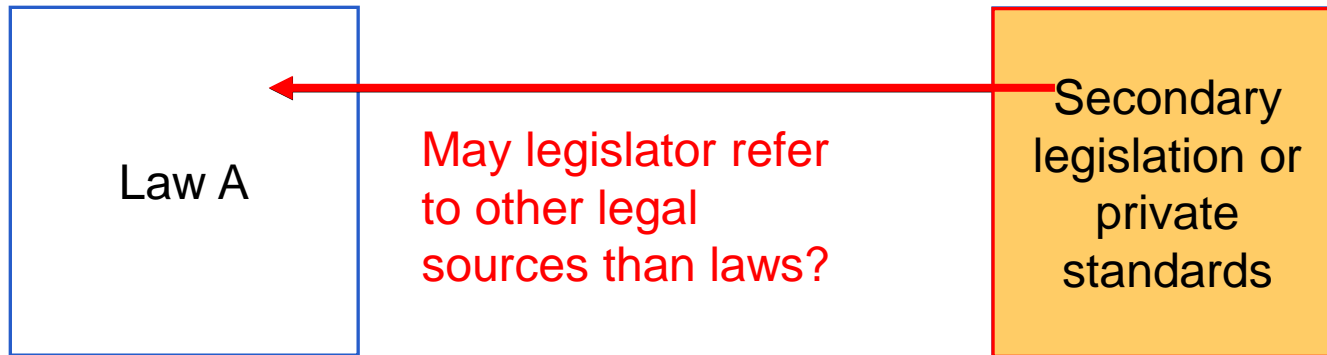 Law A
May legislator refer
to other legal
sources than laws?
Secondary
legislation or
private
standards